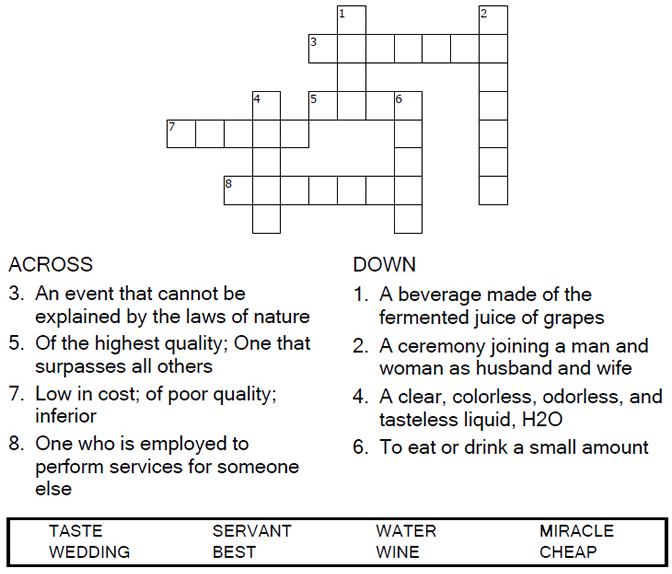 1 2
3
4 5 6
7
8
ACROSS
3. An event that cannot be
explained by the laws of nature
5. Of the highest quality; One that
surpasses all others
7. Low in cost; of poor quality;
inferior
8. One who is employed to
perform services for someone
else
DOWN
1. A beverage made of the
fermented juice of grapes
2. A ceremony joining a man and
woman as husband and wife
4. A clear, colorless, odorless, and
tasteless liquid, H2O
6. To eat or drink a small amount
TASTE SERVANT WATER MIRACLE
WEDDING BEST WINE CHEAP